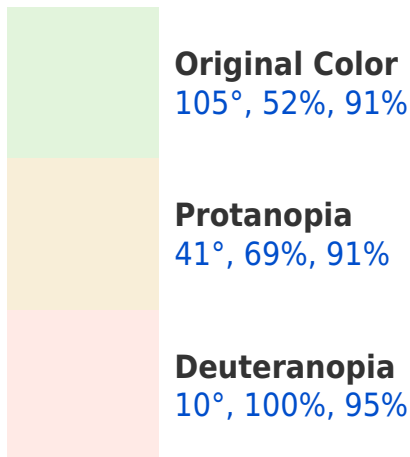 Original Color
105°, 52%, 91%
Protanopia
41°, 69%, 91%
Deuteranopia
10°, 100%, 95%